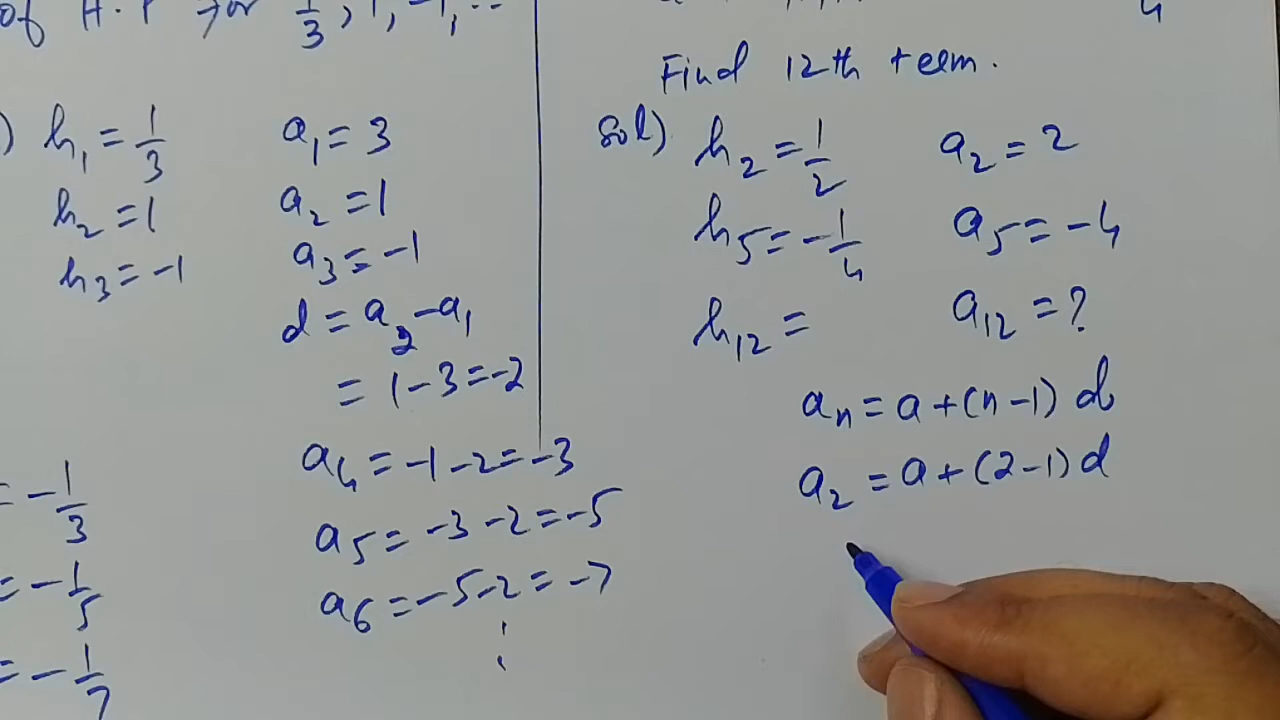 of H.P for 1/3, 1, -1, ...
) h₁ = 1/3 a₁ = 3
h₂ = 1 a₂ = 1
h₃ = -1 a₃ = -1
d = a₂ - a₁
= 1 - 3 = -2
a₄ = -1 - 2 = -3
= -1/3
a₅ = -3 - 2 = -5
= -1/5
a₆ = -5 - 2 = -7
= -1/7
Find 12th term.
Sol) h₂ = 1/2 a₂ = 2
h₅ = -1/4 a₅ = -4
h₁₂ = a₁₂ = ?
aₙ = a + (n-1) d
a₂ = a + (2-1) d